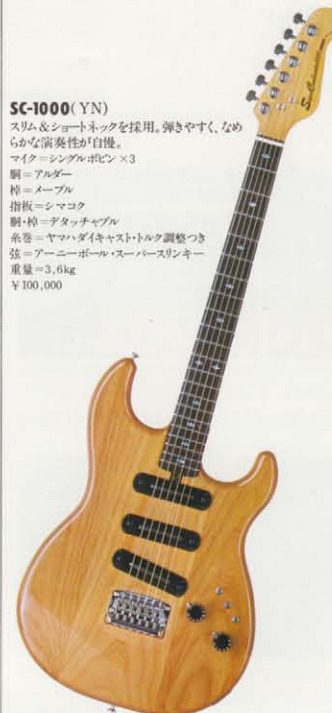 SC-1000(YN)
スリム&ショートネックを採用。弾きやすく、なめ
らかな演奏性が自慢。
マイク=シングルボビン×3
胴=アルダー
棹=メープル
指板=シマコク
胴・棹=デタッチャブル
糸巻=ヤマハダイキャスト・トルク調整つき
弦=アーニーボール・スーパースリンキー
重量=3,6kg
¥100,000